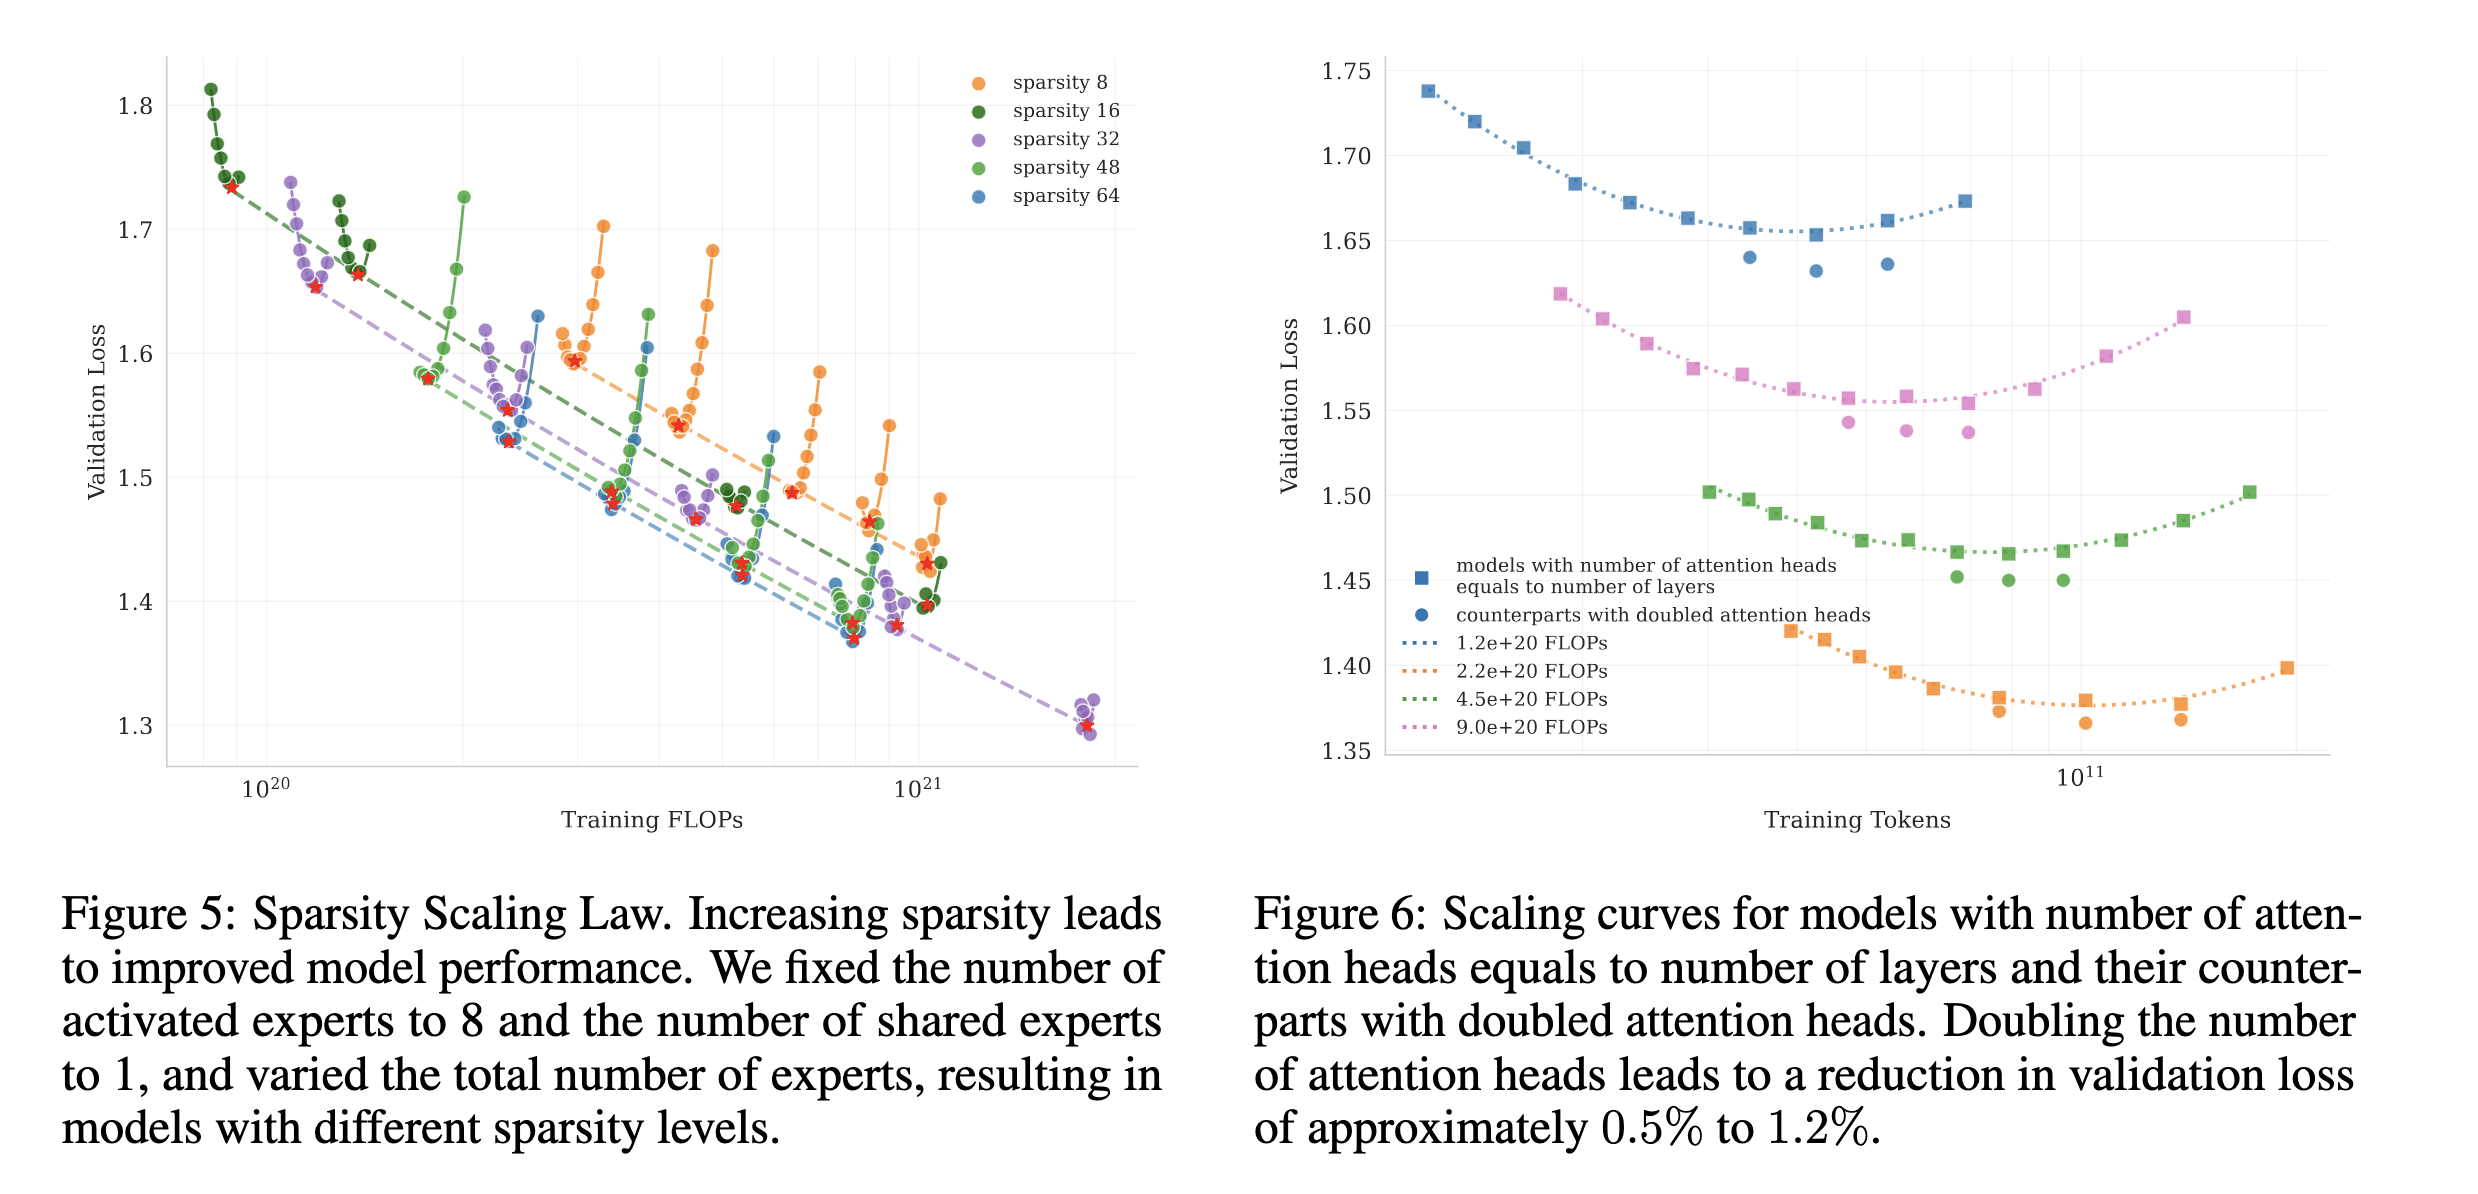 1.8
1.7
1.6
1.5
1.4
1.3
Validation Loss
10²⁰
10²¹
Training FLOPs
sparsity 8
sparsity 16
sparsity 32
sparsity 48
sparsity 64
Figure 5: Sparsity Scaling Law. Increasing sparsity leads
to improved model performance. We fixed the number of
activated experts to 8 and the number of shared experts
to 1, and varied the total number of experts, resulting in
models with different sparsity levels.
1.75
1.70
1.65
1.60
1.55
1.50
1.45
1.40
1.35
Validation Loss
10¹¹
Training Tokens
models with number of attention heads
equals to number of layers
counterparts with doubled attention heads
1.2e+20 FLOPs
2.2e+20 FLOPs
4.5e+20 FLOPs
9.0e+20 FLOPs
Figure 6: Scaling curves for models with number of atten-
tion heads equals to number of layers and their counter-
parts with doubled attention heads. Doubling the number
of attention heads leads to a reduction in validation loss
of approximately 0.5% to 1.2%.